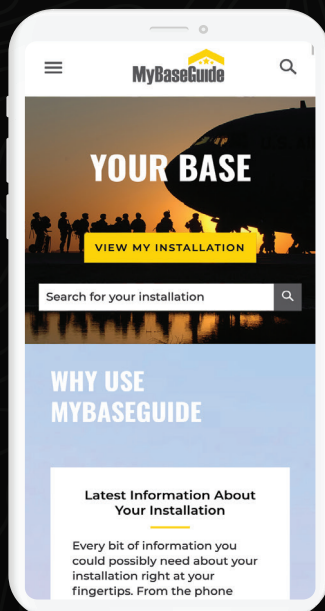 MyBaseGuide
YOUR BASE
VIEW MY INSTALLATION
Search for your installation
WHY USE
MYBASEGUIDE
Latest Information About
Your Installation
Every bit of information you
could possibly need about your
installation right at your
fingertips. From the phone